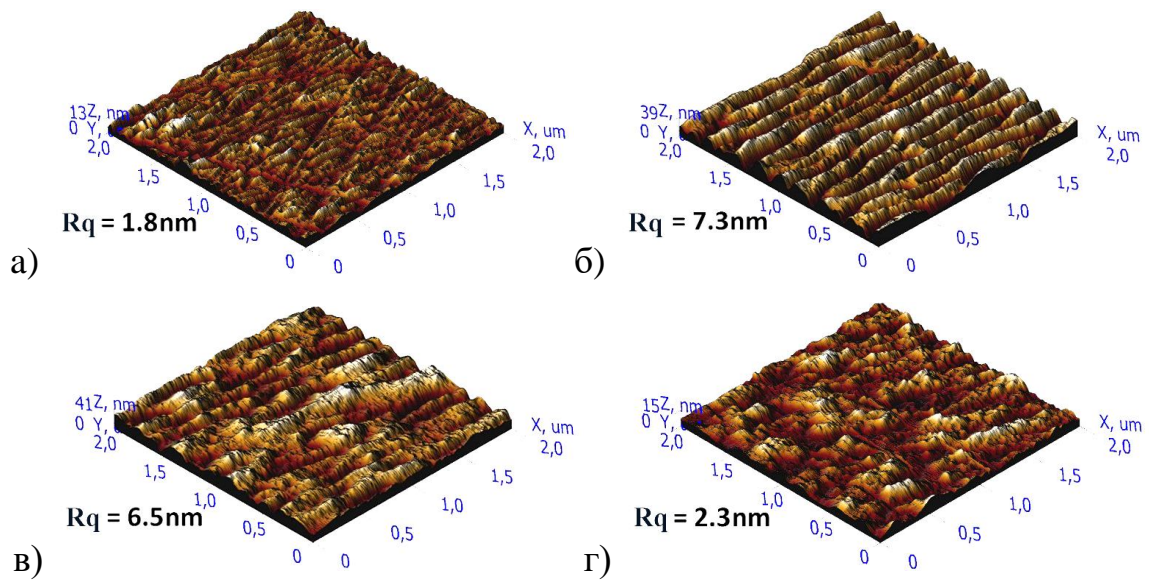 13Z, nm
0 Y,
2,0
1,5
1,0
0,5
0
0
0,5
1,0
1,5
X, um
2,0
Rq = 1.8nm
а)
39Z, nm
0 Y,
2,0
1,5
1,0
0,5
0
0
0,5
1,0
1,5
X, um
2,0
Rq = 7.3nm
б)
41Z, nm
0 Y,
2,0
1,5
1,0
0,5
0
0
0,5
1,0
1,5
X, um
2,0
Rq = 6.5nm
в)
15Z, nm
0 Y,
2,0
1,5
1,0
0,5
0
0
0,5
1,0
1,5
X, um
2,0
Rq = 2.3nm
г)